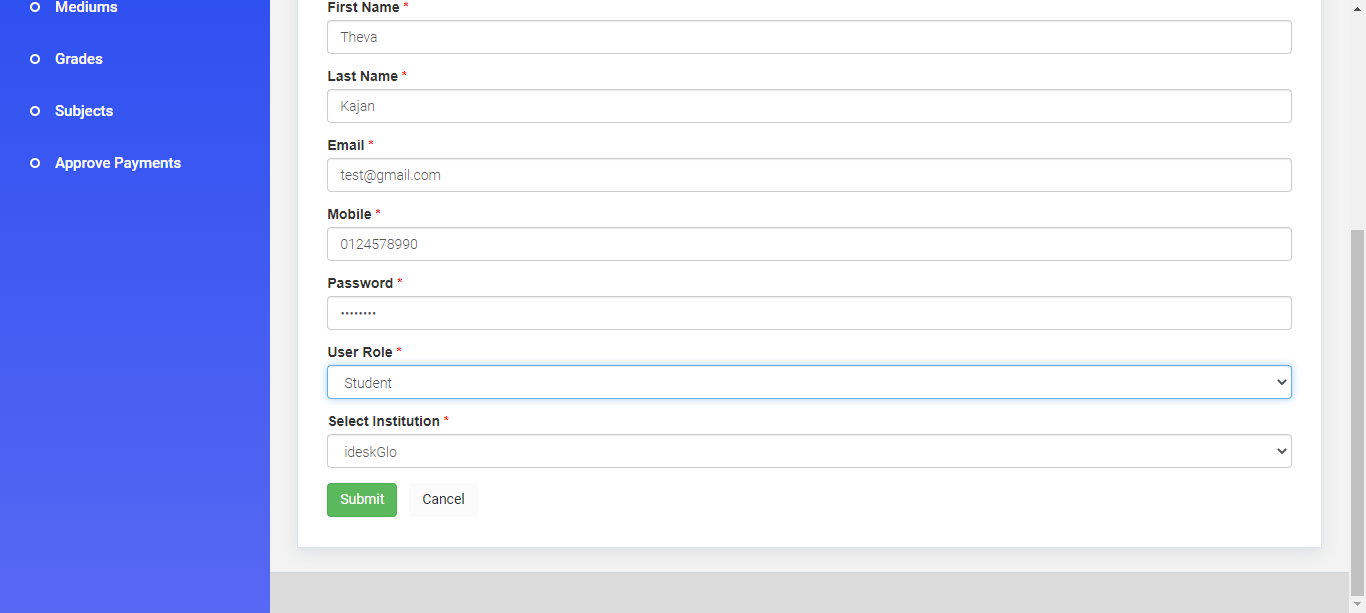 Mediums
Grades
Subjects
Approve Payments
First Name *
Theva
Last Name *
Kajan
Email *
test@gmail.com
Mobile *
0124578990
Password *
••••••••
User Role *
Student
Select Institution *
ideskGlo
Submit Cancel